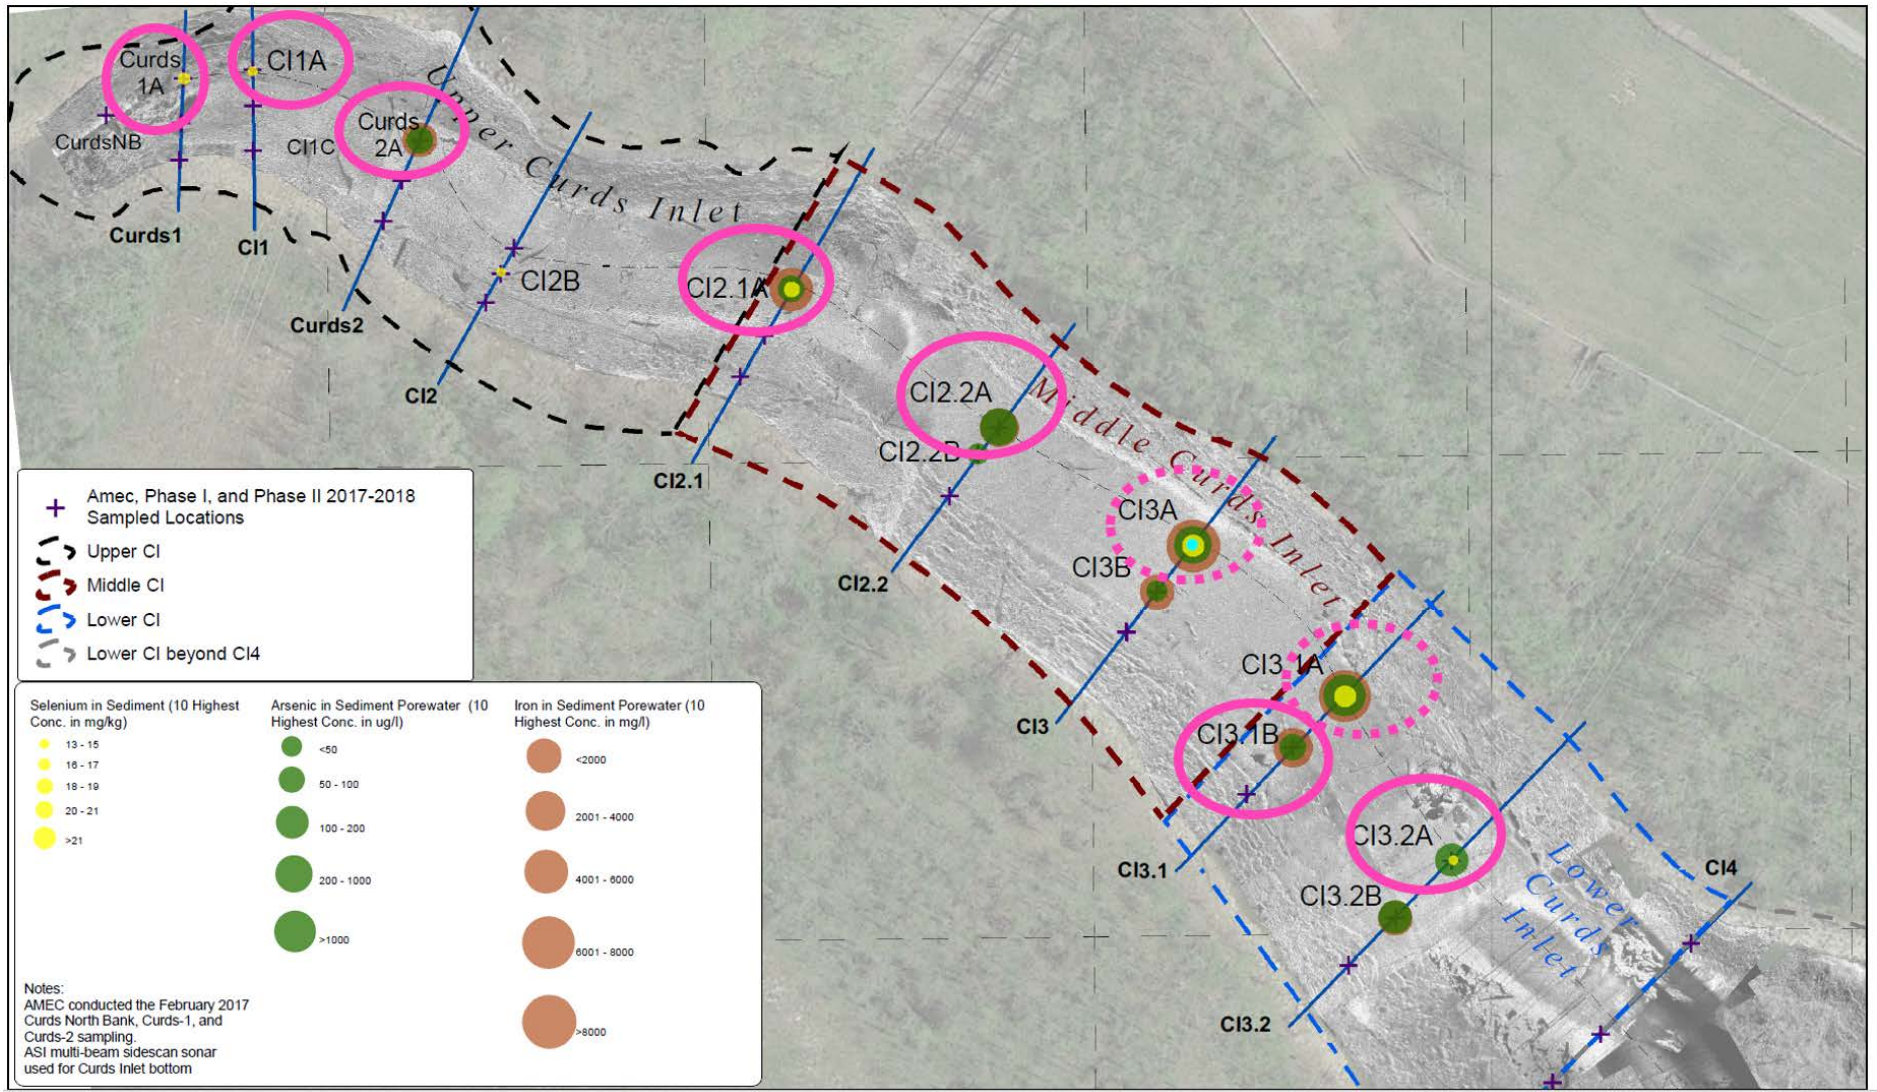 Curds
1A
CI1A
Curds
2A
CurdsNB
CI1C
Upper Curds Inlet
Curds1
CI1
CI2B
CI2.1A
Curds2
CI2
CI2.2A
CI2.2B
Middle Curds Inlet
CI2.1
CI3A
CI3B
CI2.2
CI3.1A
CI3
CI3.1B
CI3.2A
CI3.1
CI3.2B
Lower
Curds
Inlet
CI4
CI3.2
Amec, Phase I, and Phase II 2017-2018
Sampled Locations
Upper CI
Middle CI
Lower CI
Lower CI beyond CI4
Selenium in Sediment (10 Highest
Conc. in mg/kg)
13 - 15
16 - 17
18 - 19
20 - 21
>21
Arsenic in Sediment Porewater (10
Highest Conc. in ug/l)
<50
50 - 100
100 - 200
200 - 1000
>1000
Iron in Sediment Porewater (10
Highest Conc. in mg/l)
<2000
2001 - 4000
4001 - 6000
6001 - 8000
>8000
Notes:
AMEC conducted the February 2017
Curds North Bank, Curds-1, and
Curds-2 sampling.
ASI multi-beam sidescan sonar
used for Curds Inlet bottom